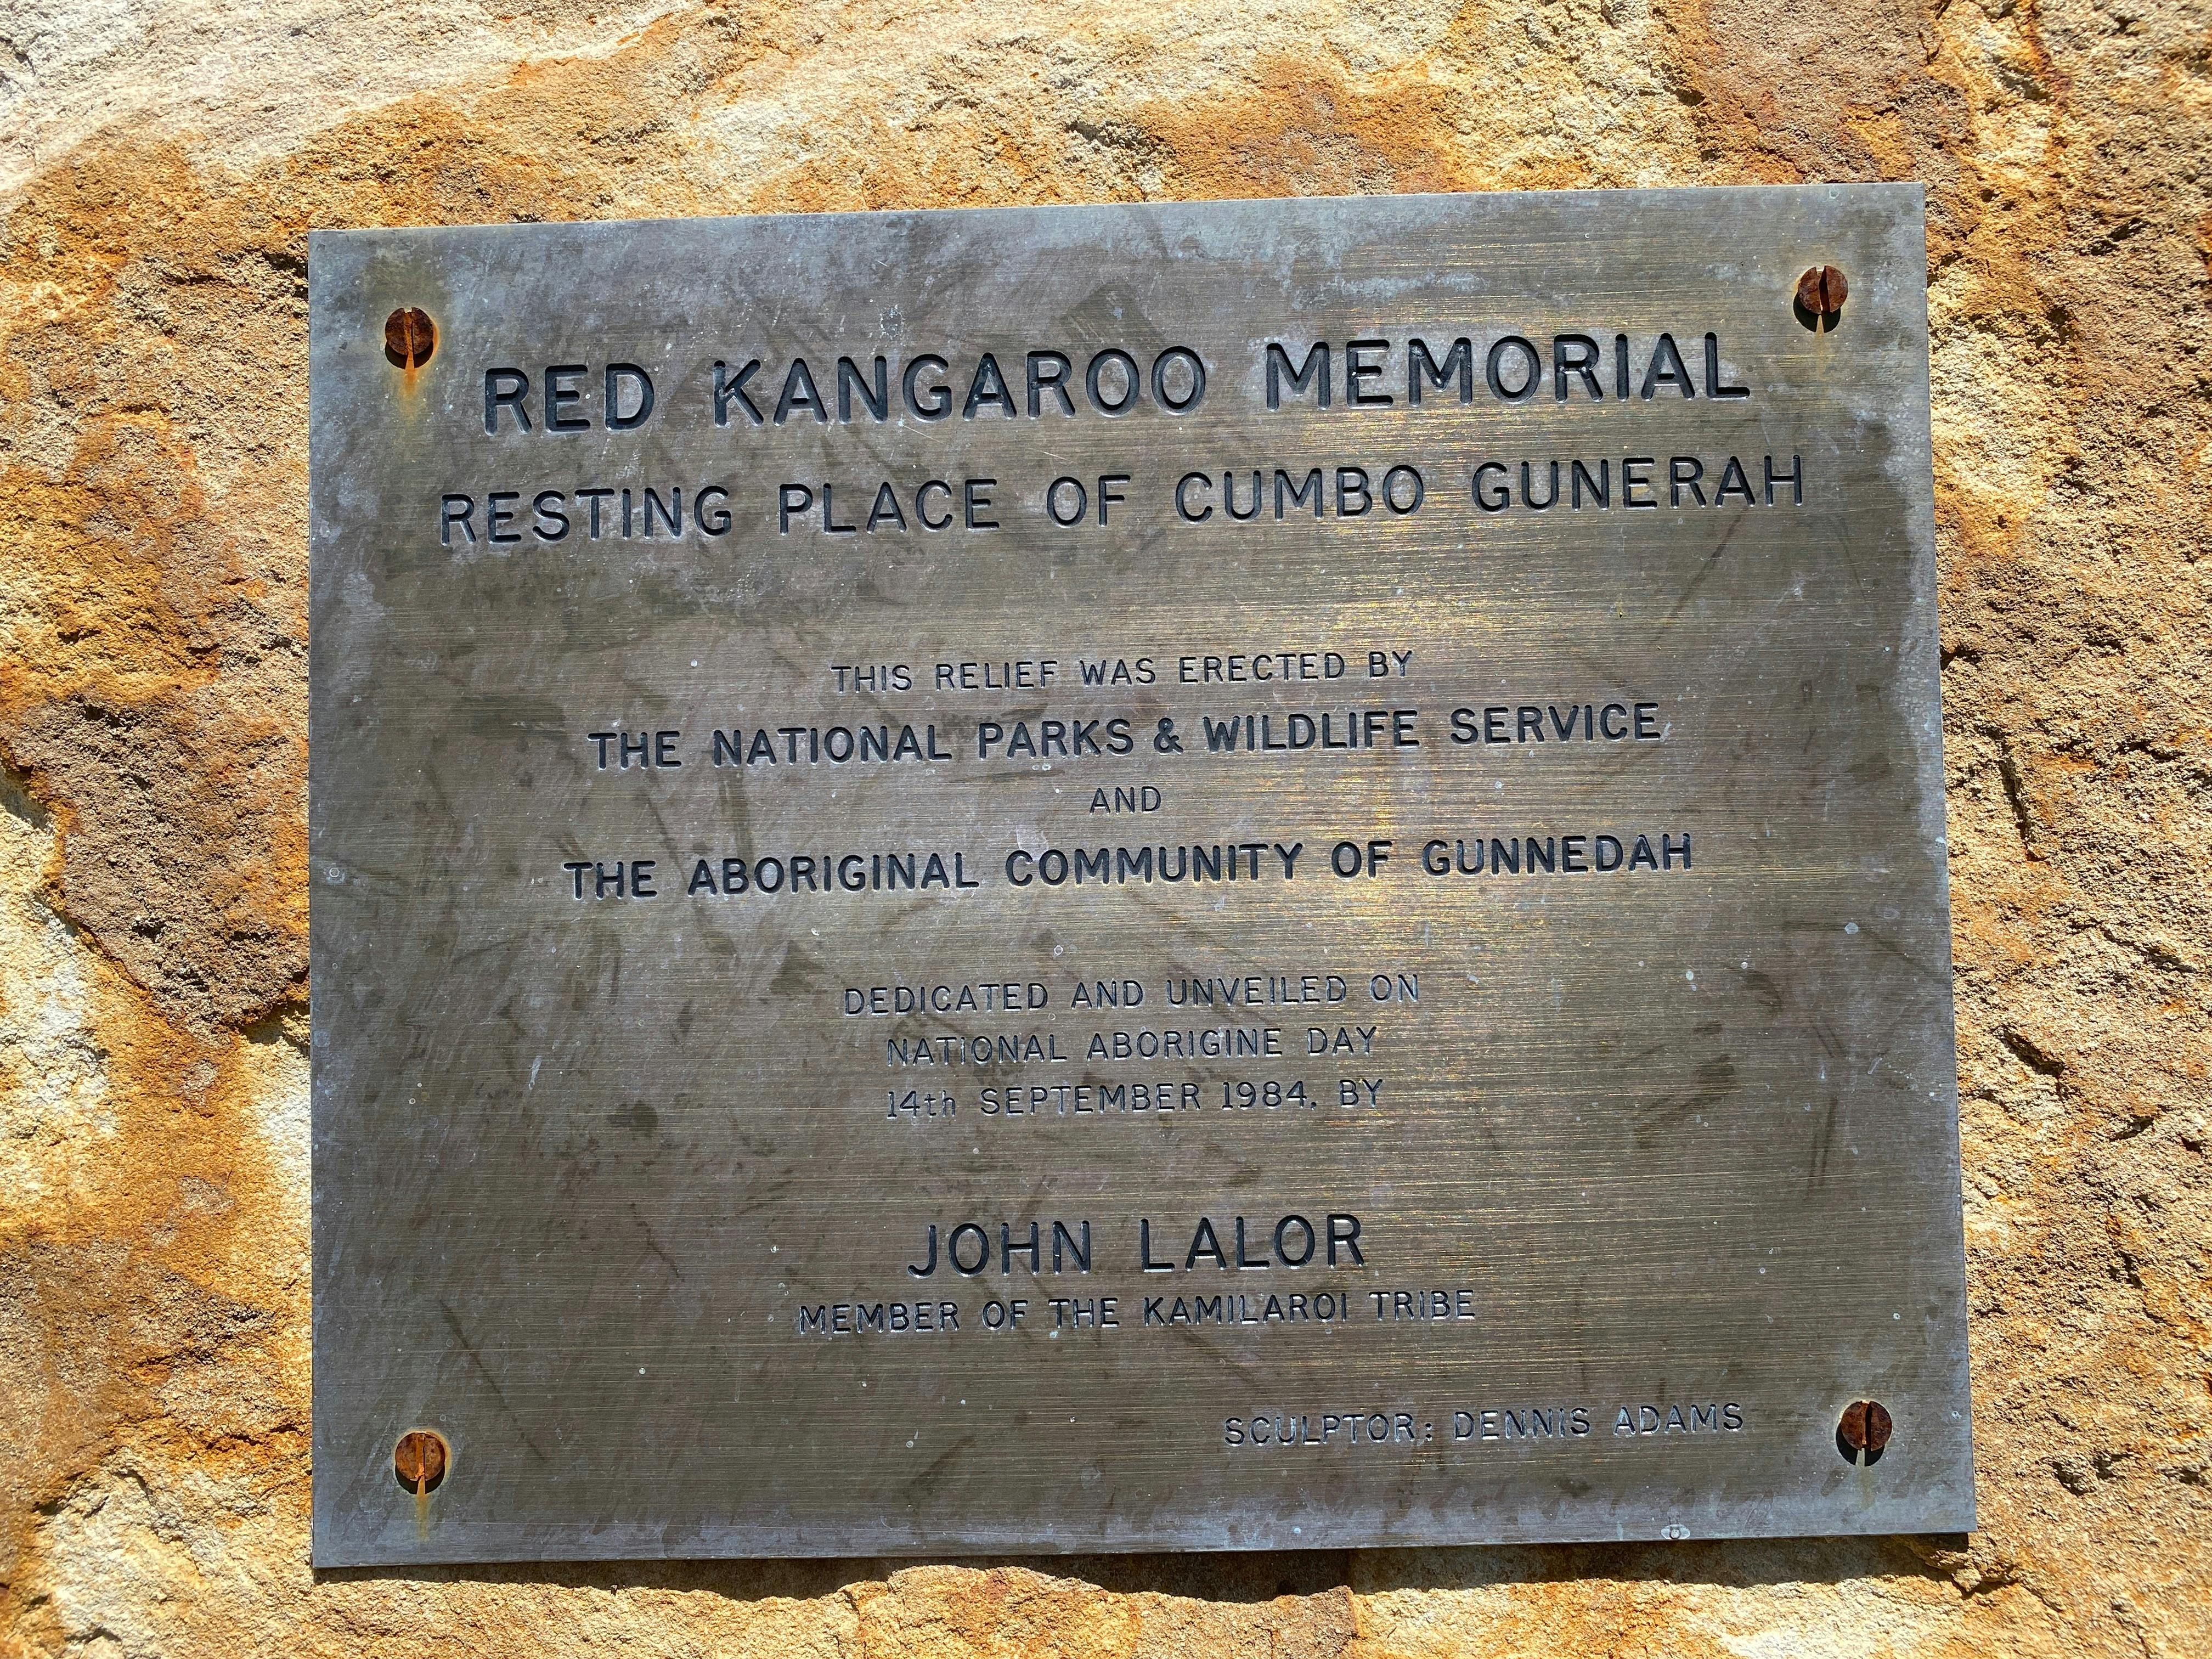 RED KANGAROO MEMORIAL
RESTING PLACE OF CUMBO GUNERAH
THIS RELIEF WAS ERECTED BY
THE NATIONAL PARKS & WILDLIFE SERVICE
AND
THE ABORIGINAL COMMUNITY OF GUNNEDAH
DEDICATED AND UNVEILED ON
NATIONAL ABORIGINE DAY
14th SEPTEMBER 1984. BY
JOHN LALOR
MEMBER OF THE KAMILAROI TRIBE
SCULPTOR: DENNIS ADAMS